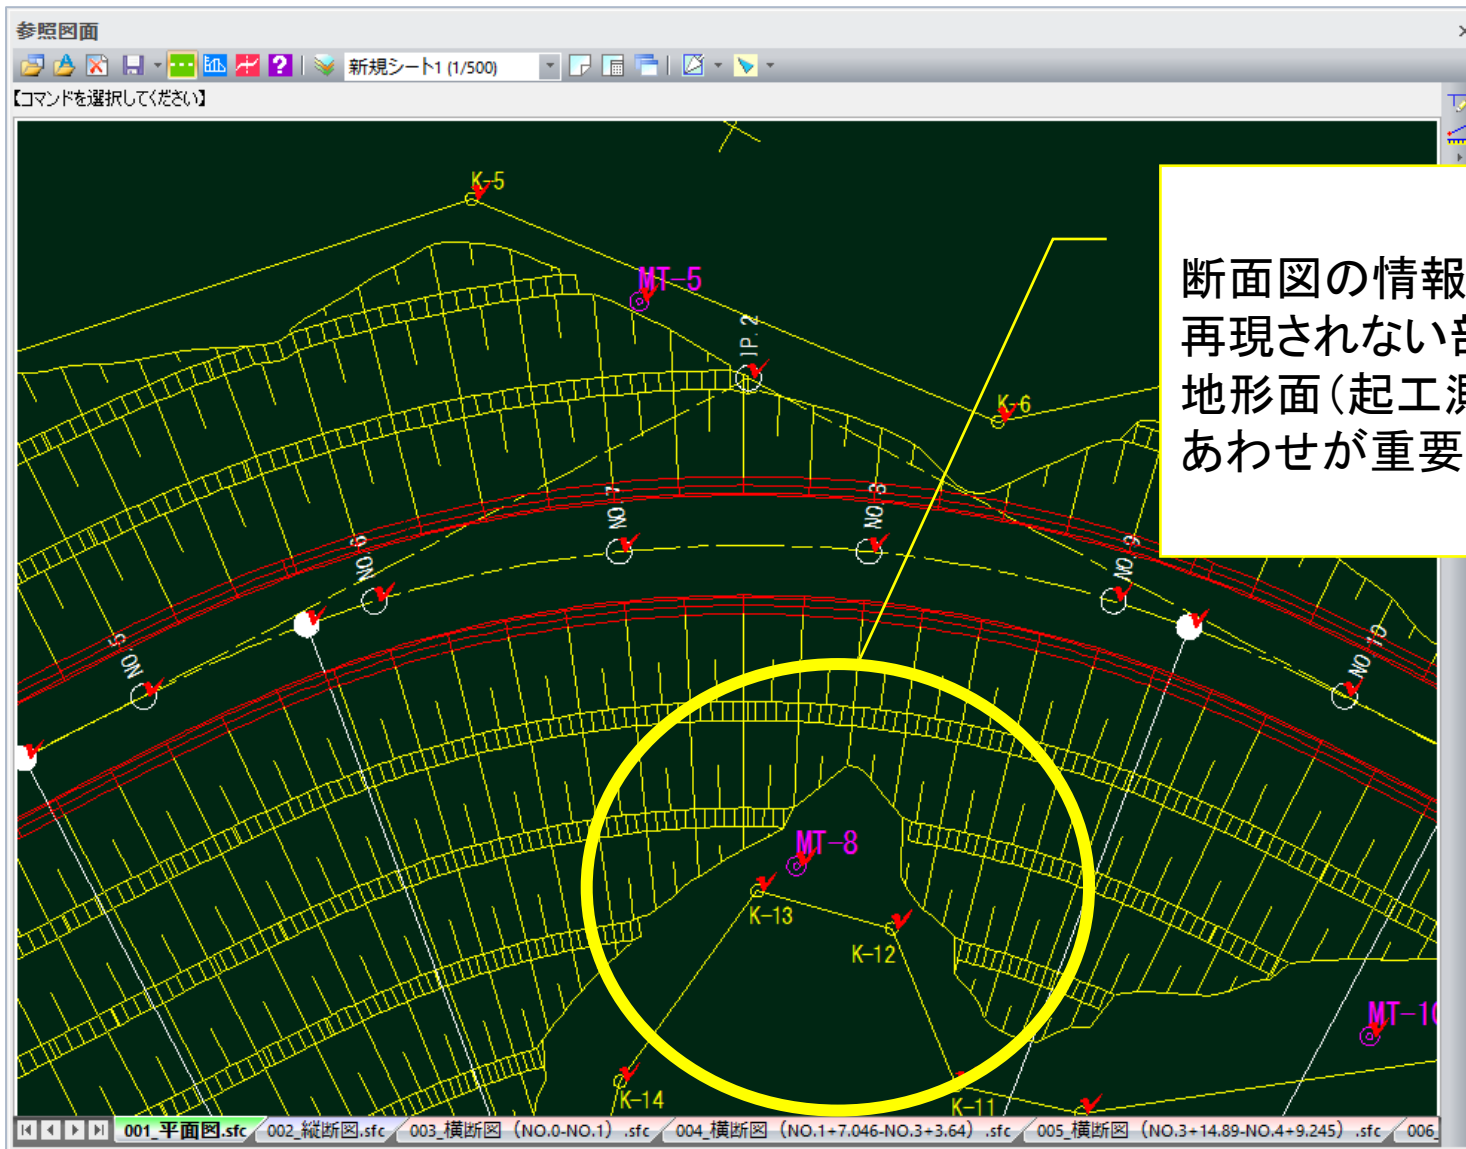 参照図面
新規シート1 (1/500)
【コマンドを選択してください】
K-5
MT-5
断面図の情報
再現されない
地形面(起工測
あわせが重要
IP.2
K-6
NO.7
NO.8
NO.6
NO.9
NO.5
NO.10
MT-8
K-13
K-12
MT-10
K-14
K-11
001_平面図.sfc
002_縦断図.sfc
003_横断図 (NO.0-NO.1) .sfc
004_横断図 (NO.1+7.046-NO.3+3.64) .sfc
005_横断図 (NO.3+14.89-NO.4+9.245) .sfc
006_